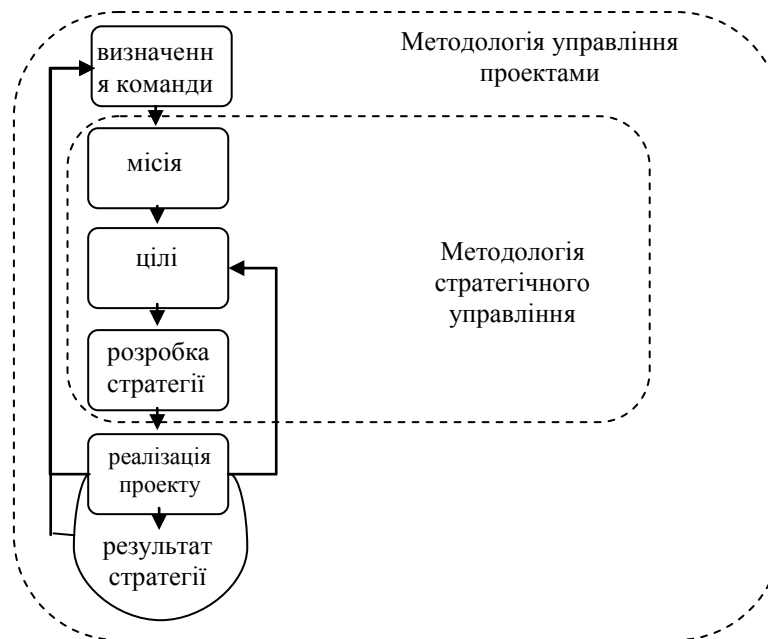 визначенн
я команди
Методологія управління
проектами
місія
цілі
Методологія
стратегічного
управління
розробка
стратегії
реалізація
проекту
результат
стратегії